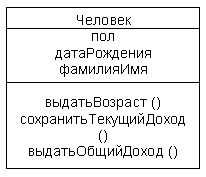 Человек
пол
датаРождения
фамилияИмя
выдатьВозраст ()
сохранитьТекущийДоход
()
выдатьОбщийДоход ()